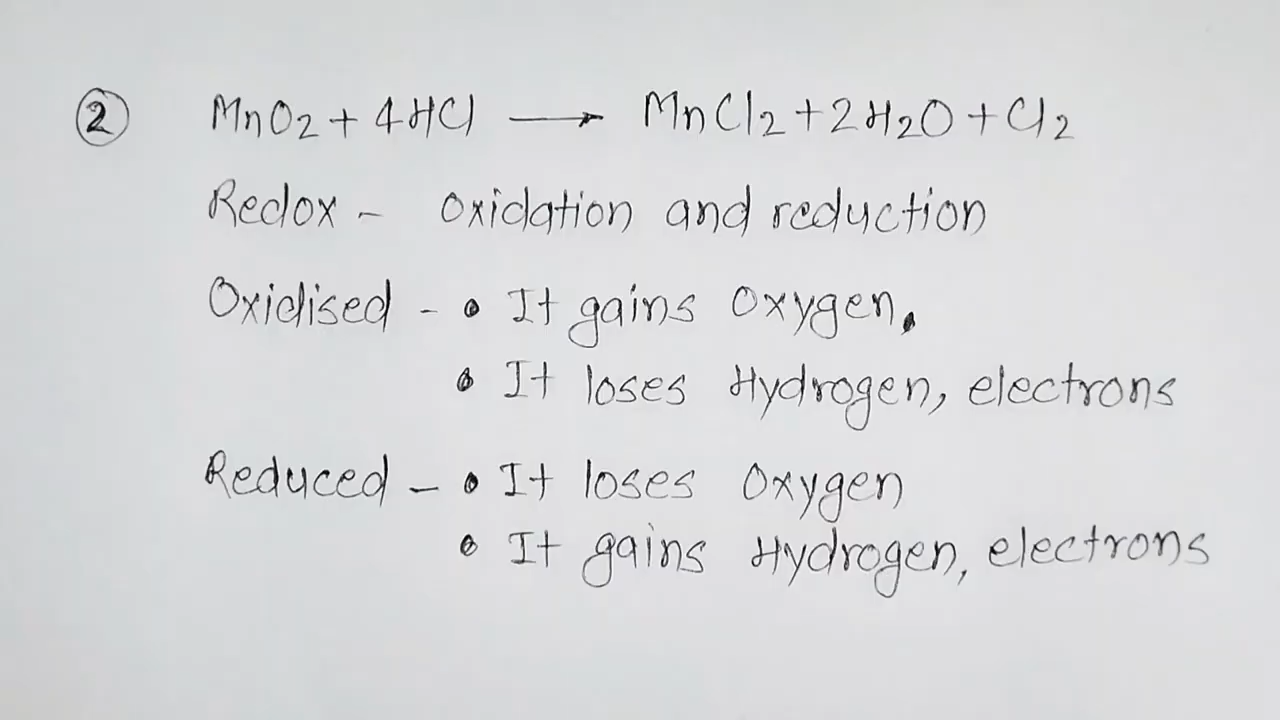 ② MnO₂ + 4HCl → MnCl₂ + 2H₂O + Cl₂
Redox - Oxidation and reduction
Oxidised - • It gains Oxygen.
• It loses Hydrogen, electrons
Reduced - • It loses Oxygen
• It gains Hydrogen, electrons